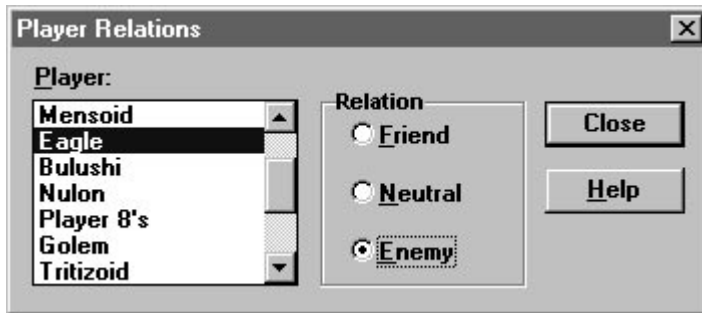 Player Relations
Player:
Mensoid
Eagle
Bulushi
Nulon
Player 8's
Golem
Tritizoid
Relation
Friend
Neutral
Enemy
Close
Help